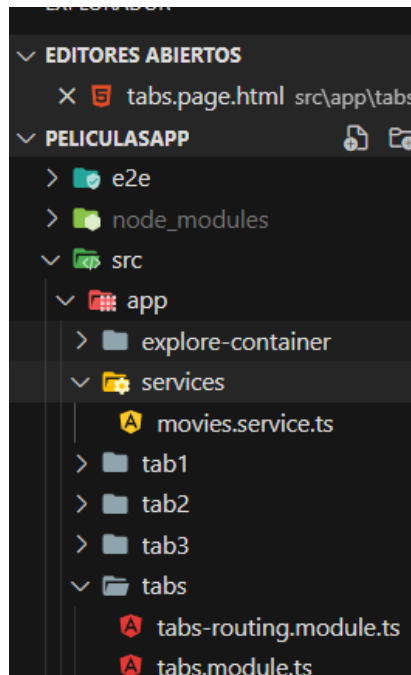 EXPLORADOR
EDITORES ABIERTOS
tabs.page.html src\app\tabs
PELICULASAPP
e2e
node_modules
src
app
explore-container
services
movies.service.ts
tab1
tab2
tab3
tabs
tabs-routing.module.ts
tabs.module.ts